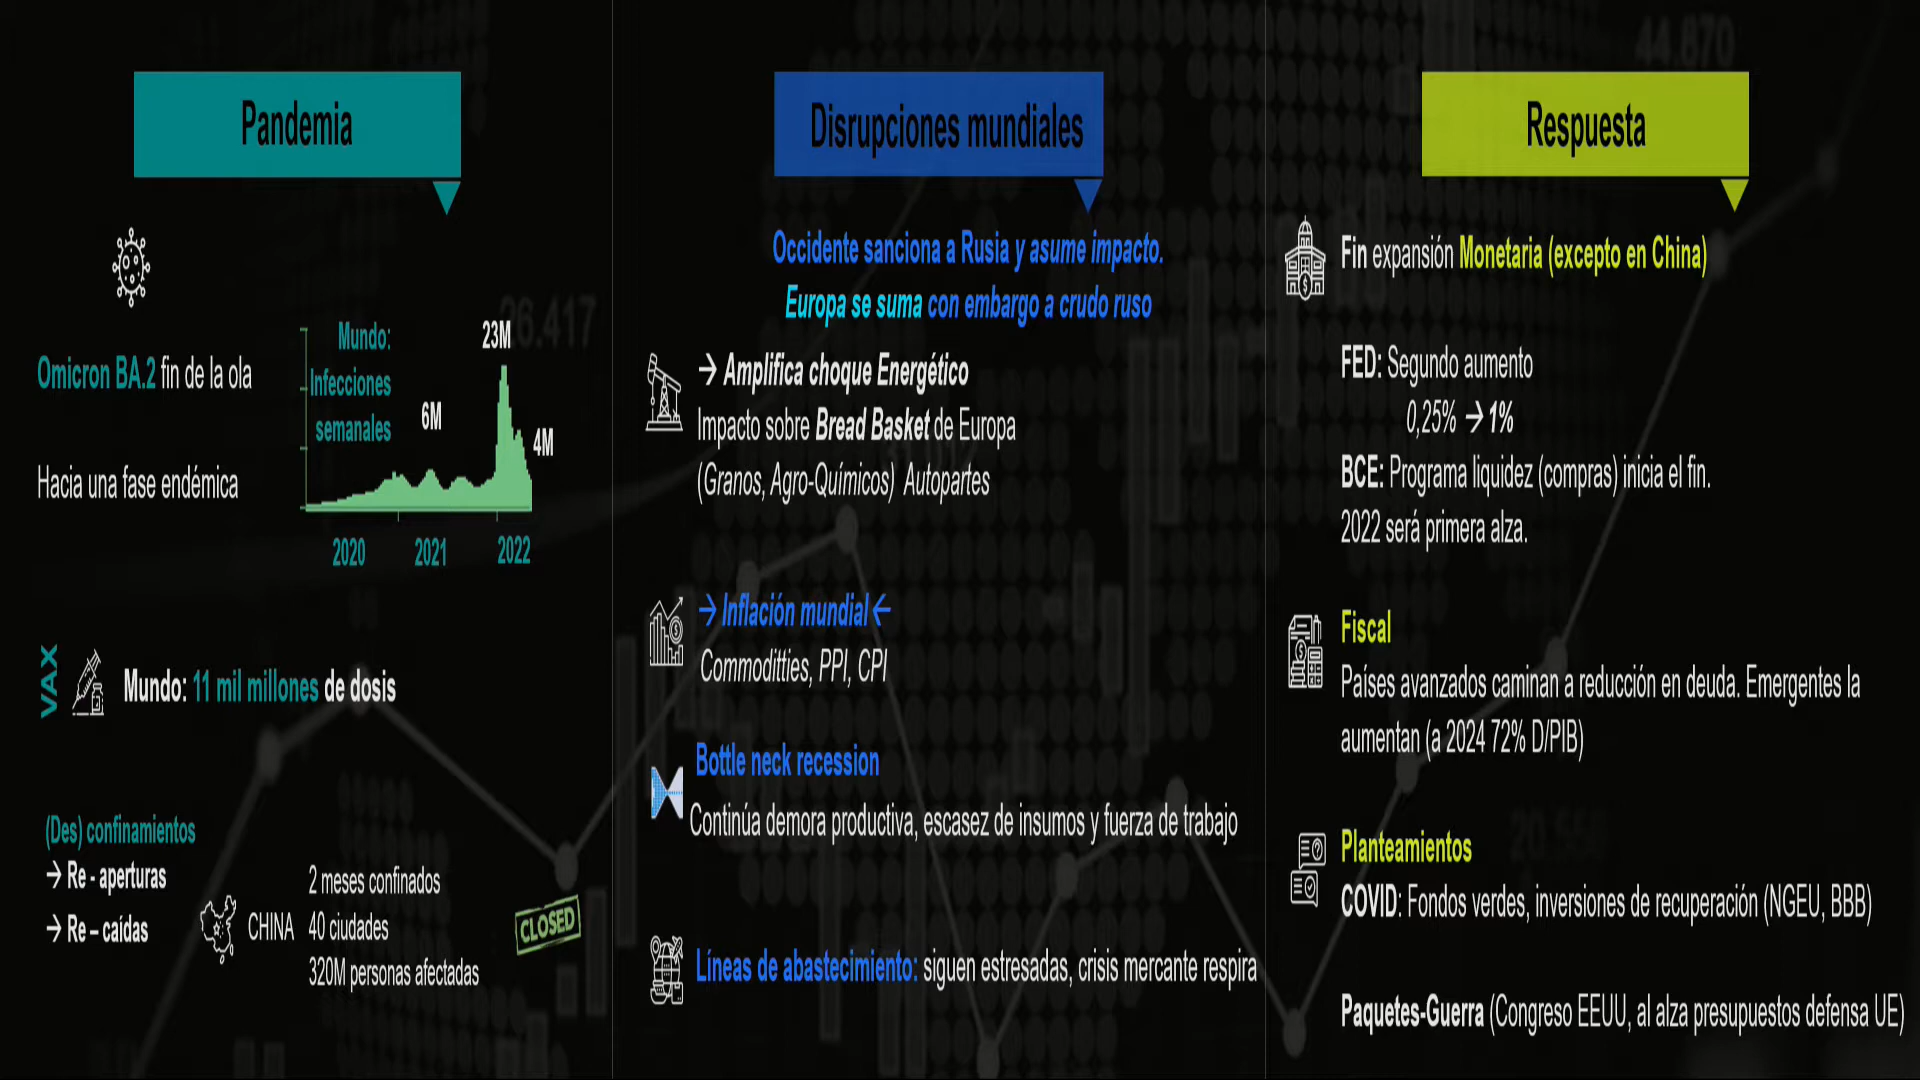 Pandemia
Omicron BA.2 fin de la ola
Hacia una fase endémica
Mundo:
Infecciones
semanales
6M
23M
4M
2020
2021
2022
VAX
Mundo: 11 mil millones de dosis
(Des) confinamientos
→ Re - aperturas
→ Re – caídas
CHINA
2 meses confinados
40 ciudades
320M personas afectadas
CLOSED
Disrupciones mundiales
Occidente sanciona a Rusia y asume impacto.
Europa se suma con embargo a crudo ruso
→ Amplifica choque Energético
Impacto sobre Bread Basket de Europa
(Granos, Agro-Químicos) Autopartes
→ Inflación mundial ←
Commoditties, PPI, CPI
Bottle neck recession
Continúa demora productiva, escasez de insumos y fuerza de trabajo
Líneas de abastecimiento: siguen estresadas, crisis mercante respira
44.870
Respuesta
Fin expansión Monetaria (excepto en China)
FED: Segundo aumento
0,25% → 1%
BCE: Programa liquidez (compras) inicia el fin.
2022 será primera alza.
Fiscal
Países avanzados caminan a reducción en deuda. Emergentes la
aumentan (a 2024 72% D/PIB)
Planteamientos
COVID: Fondos verdes, inversiones de recuperación (NGEU, BBB)
Paquetes-Guerra (Congreso EEUU, al alza presupuestos defensa UE)